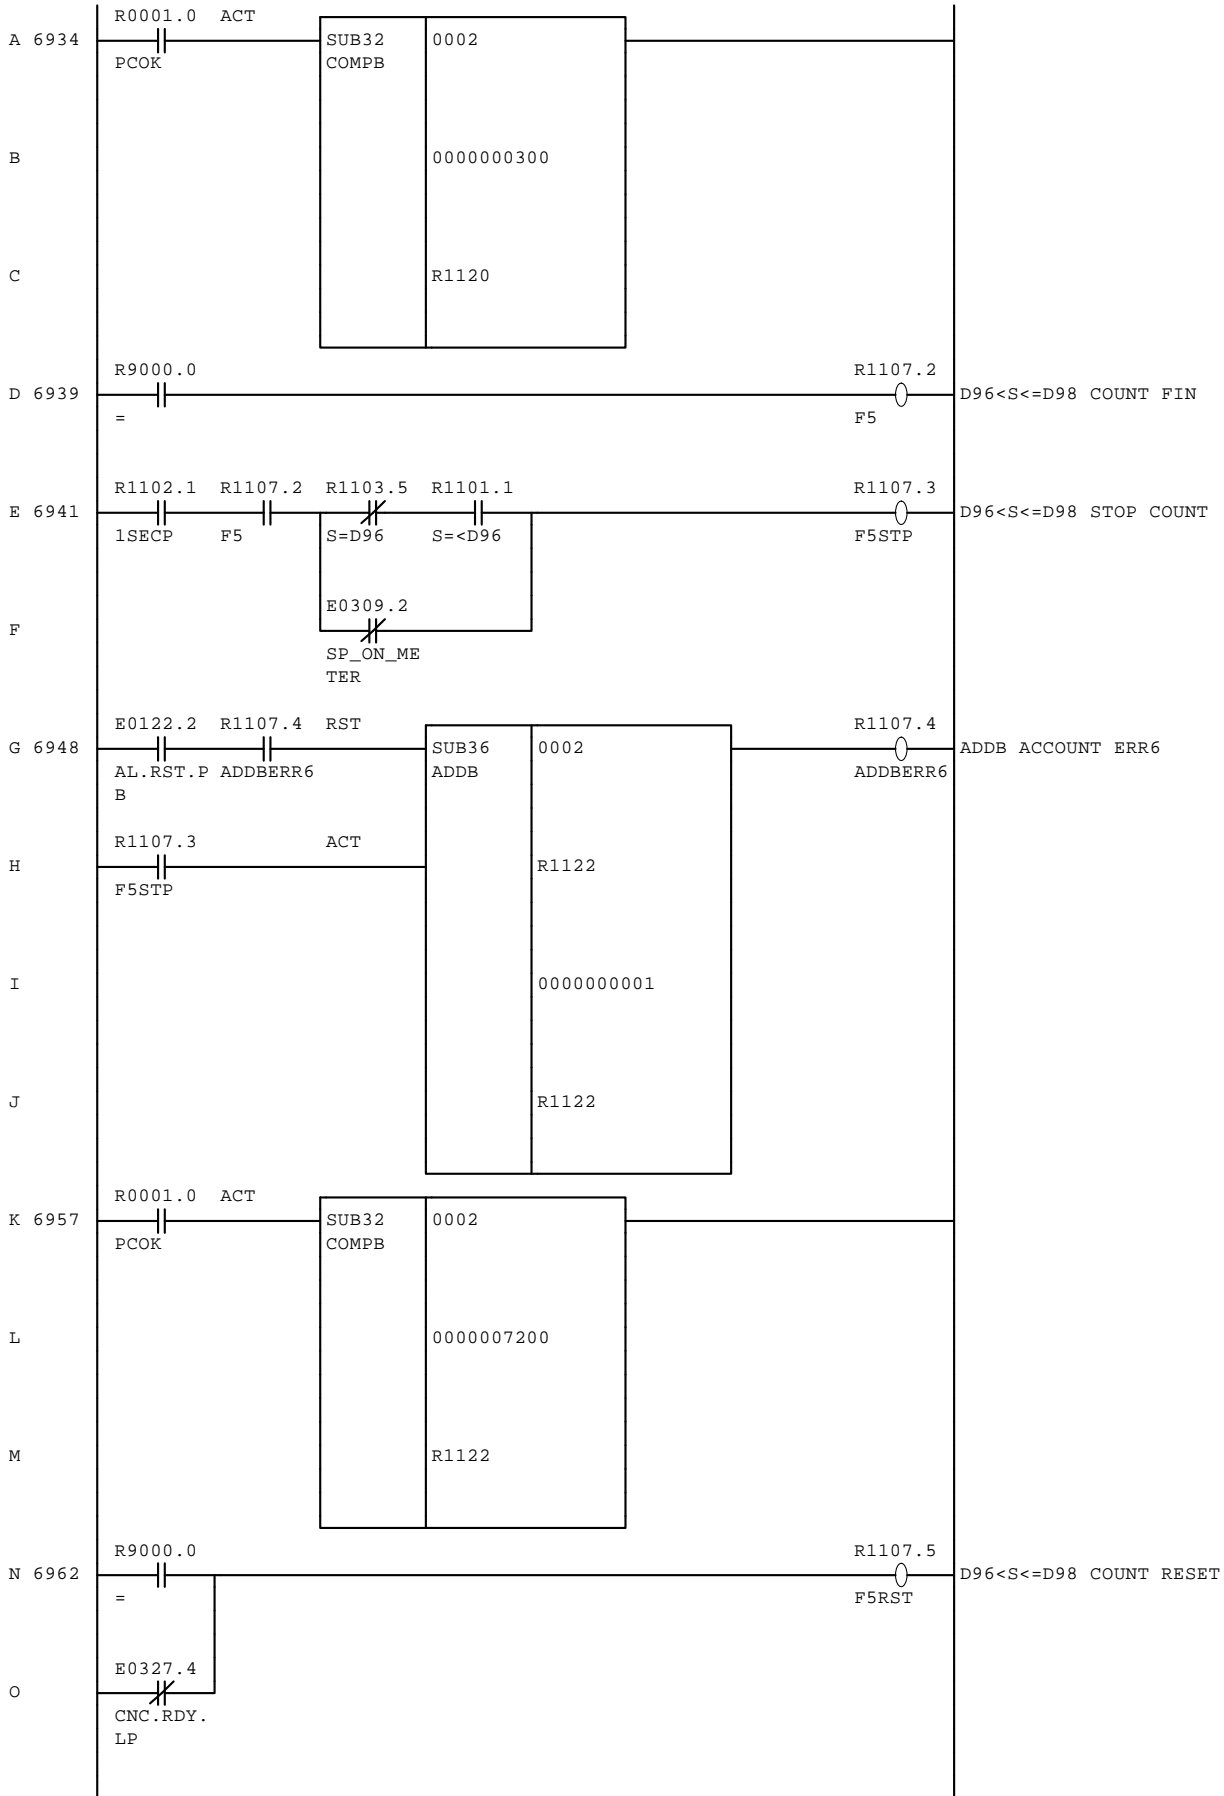 R0001.0 ACT
A 6934 SUB32 0002
PCOK COMPB
B 0000000300
C R1120
R9000.0 R1107.2
D 6939 D96<S<=D98 COUNT FIN
= F5
R1102.1 R1107.2 R1103.5 R1101.1 R1107.3
E 6941 D96<S<=D98 STOP COUNT
1SECP F5 S=D96 S=<D96 F5STP
E0309.2
F
SP_ON_ME
TER
E0122.2 R1107.4 RST R1107.4
G 6948 SUB36 0002 ADDB ACCOUNT ERR6
AL.RST.P ADDBERR6 ADDB ADDBERR6
B
R1107.3 ACT
H R1122
F5STP
I 0000000001
J R1122
R0001.0 ACT
K 6957 SUB32 0002
PCOK COMPB
L 0000007200
M R1122
R9000.0 R1107.5
N 6962 D96<S<=D98 COUNT RESET
= F5RST
E0327.4
O
CNC.RDY.
LP